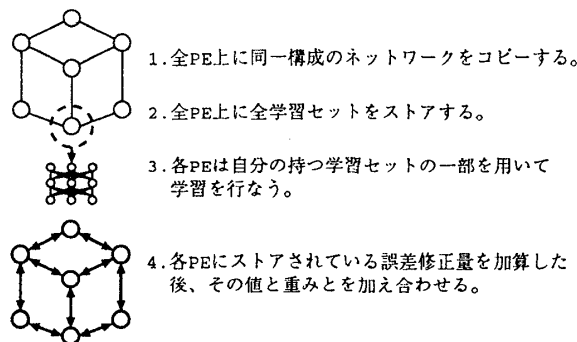 1.全PE上に同一構成のネットワークをコピーする。
2.全PE上に全学習セットをストアする。
3.各PEは自分の持つ学習セットの一部を用いて
学習を行なう。
4.各PEにストアされている誤差修正量を加算した
後、その値と重みとを加え合わせる。